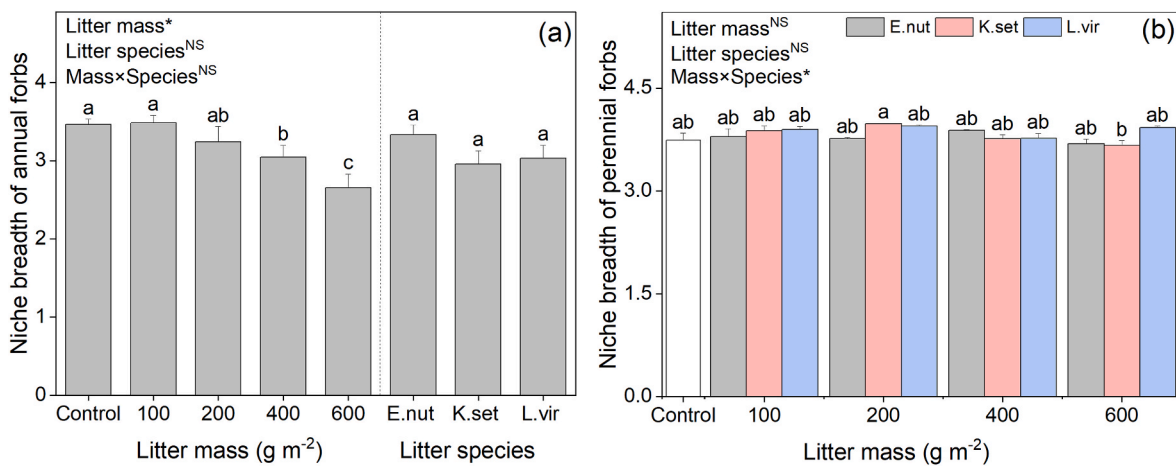 Litter mass*
Litter species^NS
Mass×Species^NS
(a)
a
a
ab
b
c
a
a
a
Niche breadth of annual forbs
4
3
2
1
0
Control
100
200
400
600
E.nut
K.set
L.vir
Litter mass (g m-2)
Litter species
Litter mass^NS
Litter species^NS
Mass×Species*
E.nut
K.set
L.vir
(b)
ab
ab
ab
ab
ab
a
ab
ab
ab
ab
ab
b
ab
Niche breadth of perennial forbs
4.5
3.0
1.5
0.0
Control
100
200
400
600
Litter mass (g m-2)